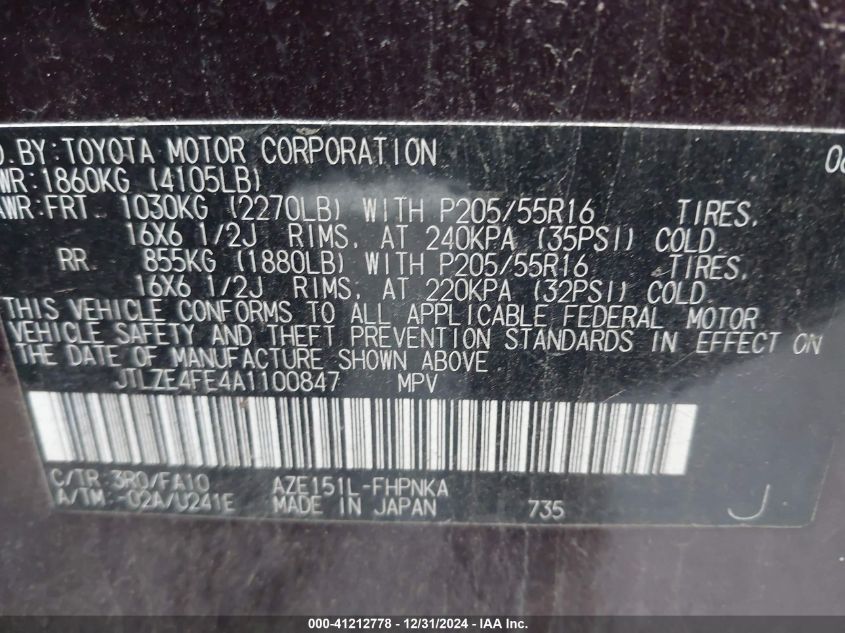 BY:TOYOTA MOTOR CORPORATION
WR:1860KG (4105LB)
AWR:FRT. 1030KG (2270LB) WITH P205/55R16 TIRES,
16X6 1/2J RIMS, AT 240KPA (35PSI) COLD
RR. 855KG (1880LB) WITH P205/55R16 TIRES,
16X6 1/2J RIMS, AT 220KPA (32PSI) COLD.
THIS VEHICLE CONFORMS TO ALL APPLICABLE FEDERAL MOTOR
VEHICLE SAFETY AND THEFT PREVENTION STANDARDS IN EFFECT ON
THE DATE OF MANUFACTURE SHOWN ABOVE
JTLZE4FE4A1100847 MPV
C/TR: 3R0/FA10 AZE151L-FHPNKA
A/TM: -02A/U241E MADE IN JAPAN 735 J
000-41212778 - 12/31/2024 - IAA, Inc.